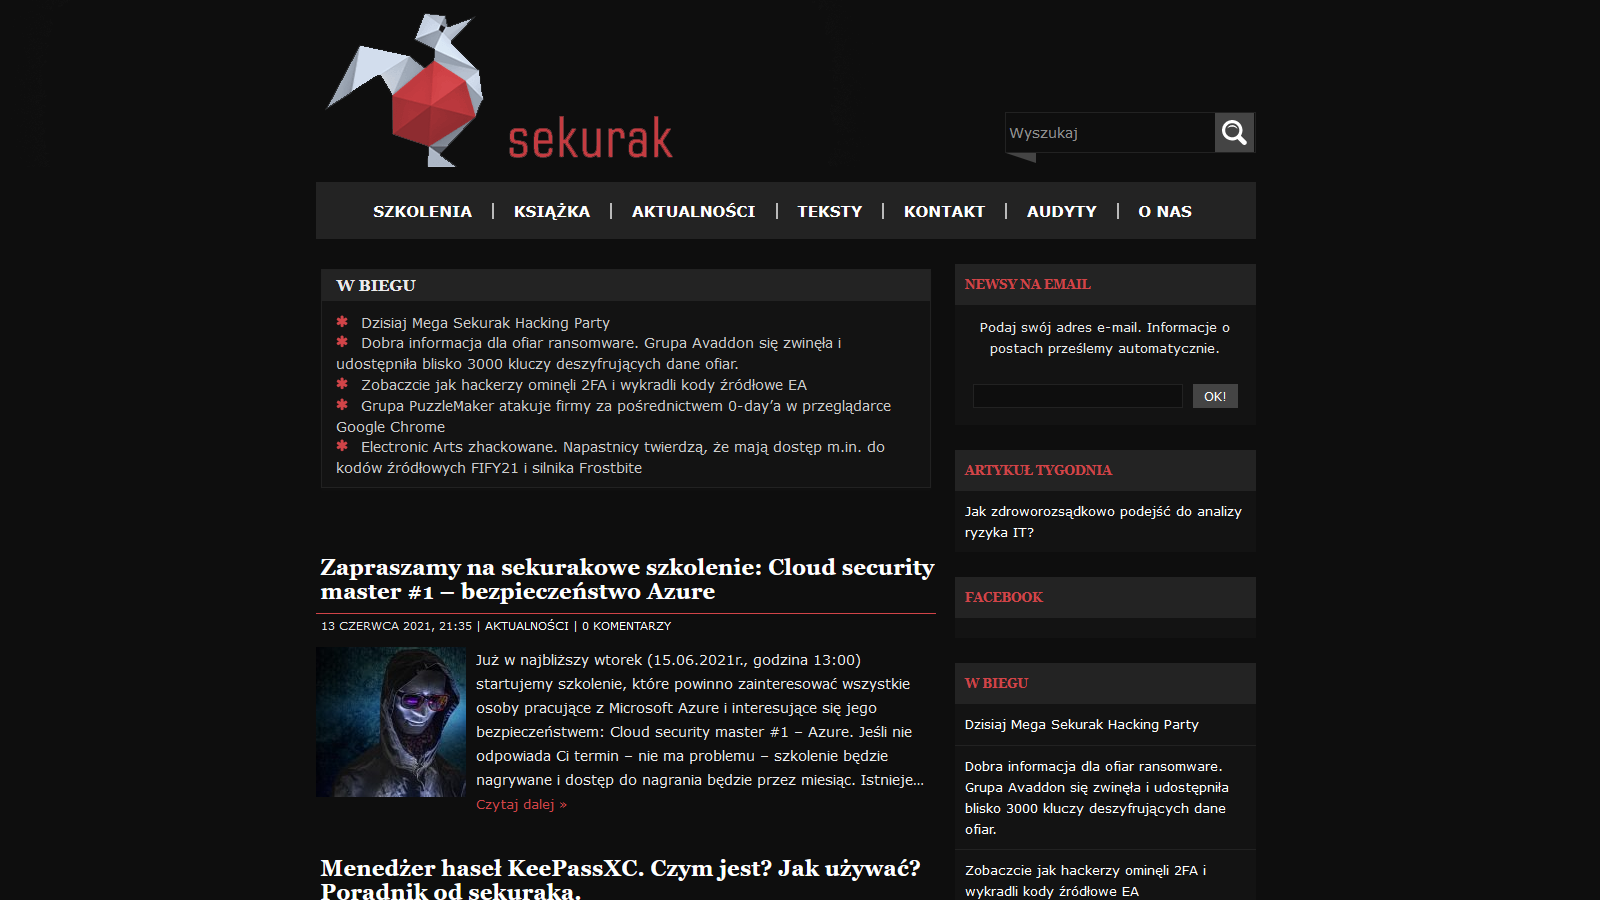 sekurak
Wyszukaj
SZKOLENIA | KSIĄŻKA | AKTUALNOŚCI | TEKSTY | KONTAKT | AUDYTY | O NAS
W BIEGU
Dzisiaj Mega Sekurak Hacking Party
Dobra informacja dla ofiar ransomware. Grupa Avaddon się zwinęła i
udostępniła blisko 3000 kluczy deszyfrujących dane ofiar.
Zobaczcie jak hackerzy ominęli 2FA i wykradli kody źródłowe EA
Grupa PuzzleMaker atakuje firmy za pośrednictwem 0-day’a w przeglądarce
Google Chrome
Electronic Arts zhackowane. Napastnicy twierdzą, że mają dostęp m.in. do
kodów źródłowych FIFY21 i silnika Frostbite
Zapraszamy na sekurakowe szkolenie: Cloud security
master #1 – bezpieczeństwo Azure
13 CZERWCA 2021, 21:35 | AKTUALNOŚCI | 0 KOMENTARZY
Już w najbliższy wtorek (15.06.2021r., godzina 13:00)
startujemy szkolenie, które powinno zainteresować wszystkie
osoby pracujące z Microsoft Azure i interesujące się jego
bezpieczeństwem: Cloud security master #1 – Azure. Jeśli nie
odpowiada Ci termin – nie ma problemu – szkolenie będzie
nagrywane i dostęp do nagrania będzie przez miesiąc. Istnieje...
Czytaj dalej »
Menedżer haseł KeePassXC. Czym jest? Jak używać?
Poradnik od sekuraka.
NEWSY NA EMAIL
Podaj swój adres e-mail. Informacje o
postach prześlemy automatycznie.
OK!
ARTYKUŁ TYGODNIA
Jak zdroworozsądkowo podejść do analizy
ryzyka IT?
FACEBOOK
W BIEGU
Dzisiaj Mega Sekurak Hacking Party
Dobra informacja dla ofiar ransomware.
Grupa Avaddon się zwinęła i udostępniła
blisko 3000 kluczy deszyfrujących dane
ofiar.
Zobaczcie jak hackerzy ominęli 2FA i
wykradli kody źródłowe EA